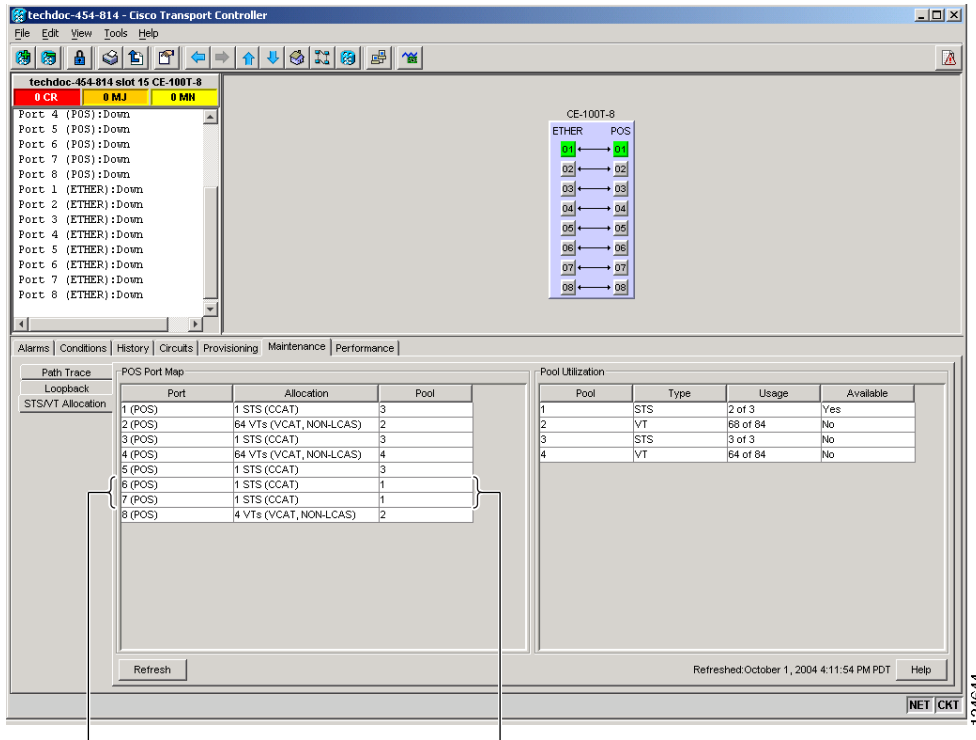 techdoc-454-814 - Cisco Transport Controller
File Edit View Tools Help
techdoc-454-814 slot 15 CE-100T-8
0 CR 0 MJ 0 MN
Port 4 (POS):Down
Port 5 (POS):Down
Port 6 (POS):Down
Port 7 (POS):Down
Port 8 (POS):Down
Port 1 (ETHER):Down
Port 2 (ETHER):Down
Port 3 (ETHER):Down
Port 4 (ETHER):Down
Port 5 (ETHER):Down
Port 6 (ETHER):Down
Port 7 (ETHER):Down
Port 8 (ETHER):Down
CE-100T-8
ETHER POS
01 01
02 02
03 03
04 04
05 05
06 06
07 07
08 08
Alarms Conditions History Circuits Provisioning Maintenance Performance
Path Trace
Loopback
STS/VT Allocation
POS Port Map
Port Allocation Pool
1 (POS) 1 STS (CCAT) 3
2 (POS) 64 VTs (VCAT, NON-LCAS) 2
3 (POS) 1 STS (CCAT) 3
4 (POS) 64 VTs (VCAT, NON-LCAS) 4
5 (POS) 1 STS (CCAT) 3
6 (POS) 1 STS (CCAT) 1
7 (POS) 1 STS (CCAT) 1
8 (POS) 4 VTs (VCAT, NON-LCAS) 2
Pool Utilization
Pool Type Usage Available
1 STS 2 of 3 Yes
2 VT 68 of 84 No
3 STS 3 of 3 No
4 VT 64 of 84 No
Refresh
Refreshed:October 1, 2004 4:11:54 PM PDT
Help
NET CKT